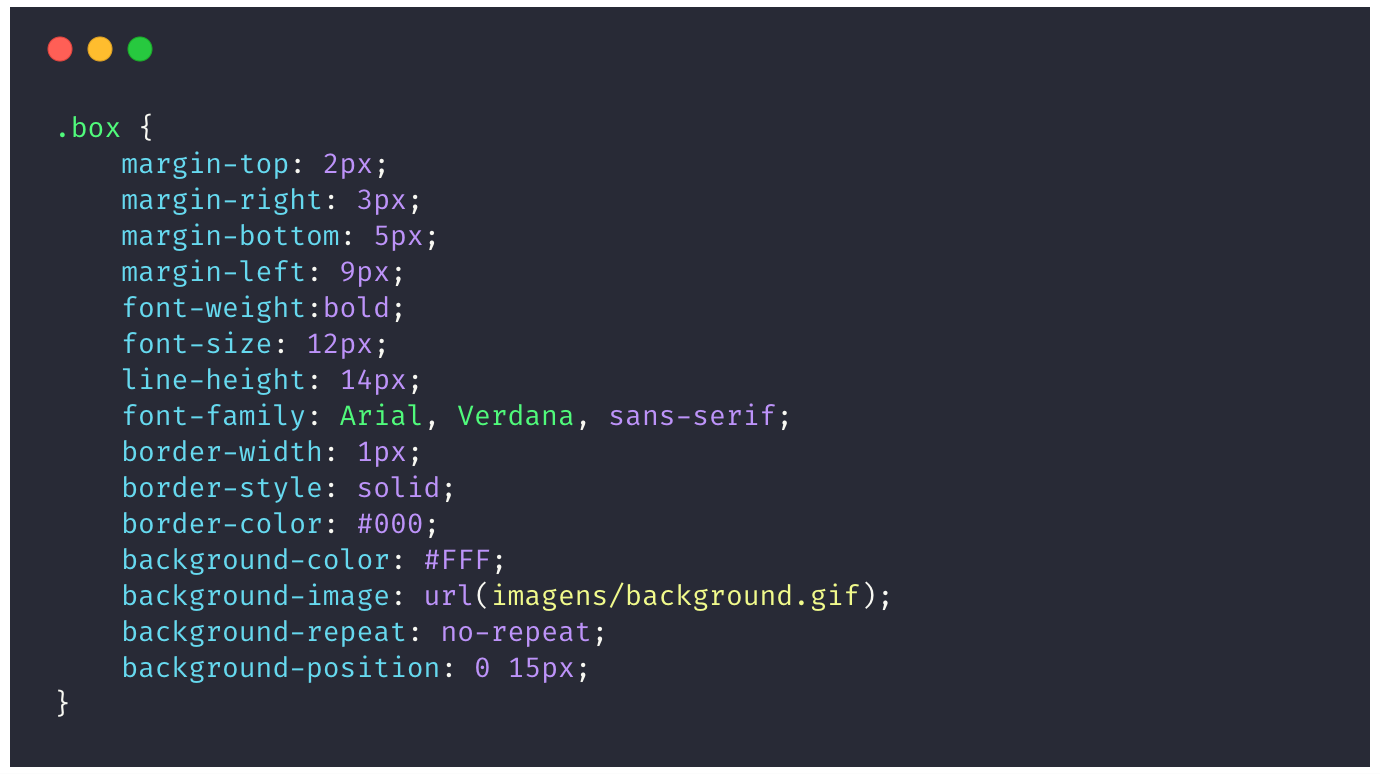 .box {
    margin-top: 2px;
    margin-right: 3px;
    margin-bottom: 5px;
    margin-left: 9px;
    font-weight:bold;
    font-size: 12px;
    line-height: 14px;
    font-family: Arial, Verdana, sans-serif;
    border-width: 1px;
    border-style: solid;
    border-color: #000;
    background-color: #FFF;
    background-image: url(imagens/background.gif);
    background-repeat: no-repeat;
    background-position: 0 15px;
}